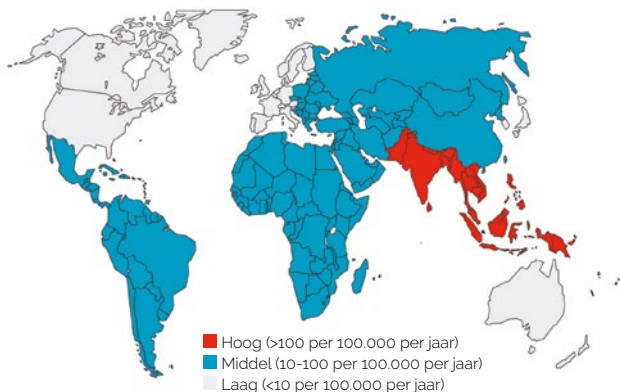 Hoog (>100 per 100.000 per jaar)
Middel (10-100 per 100.000 per jaar)
Laag (<10 per 100.000 per jaar)